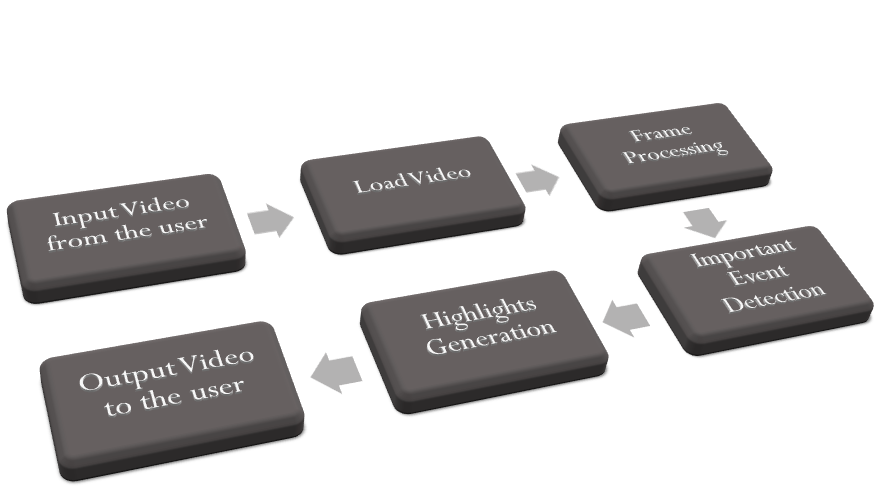 Input Video
from the user
Load Video
Frame
Processing
Important
Event
Detection
Highlights
Generation
Output Video
to the user